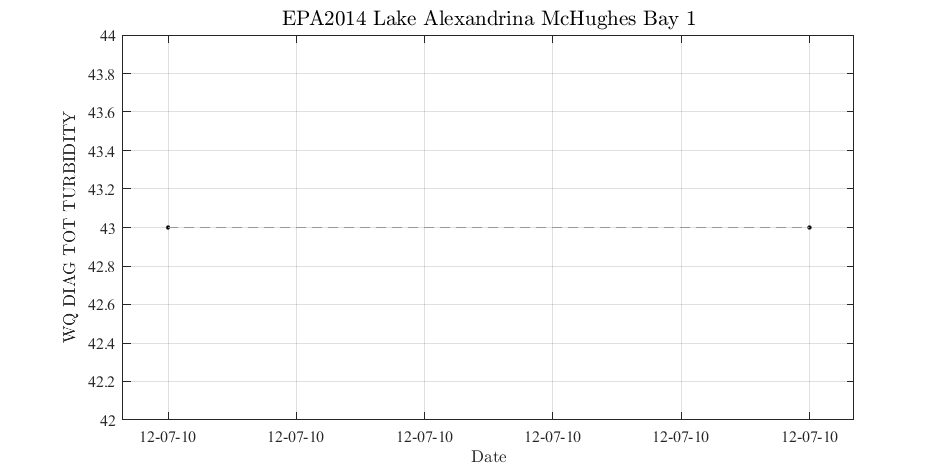 EPA2014 Lake Alexandrina McHughes Bay 1
WQ DIAG TOT TURBIDITY
44
43.8
43.6
43.4
43.2
43
42.8
42.6
42.4
42.2
42
12-07-10 12-07-10 12-07-10 12-07-10 12-07-10 12-07-10
Date